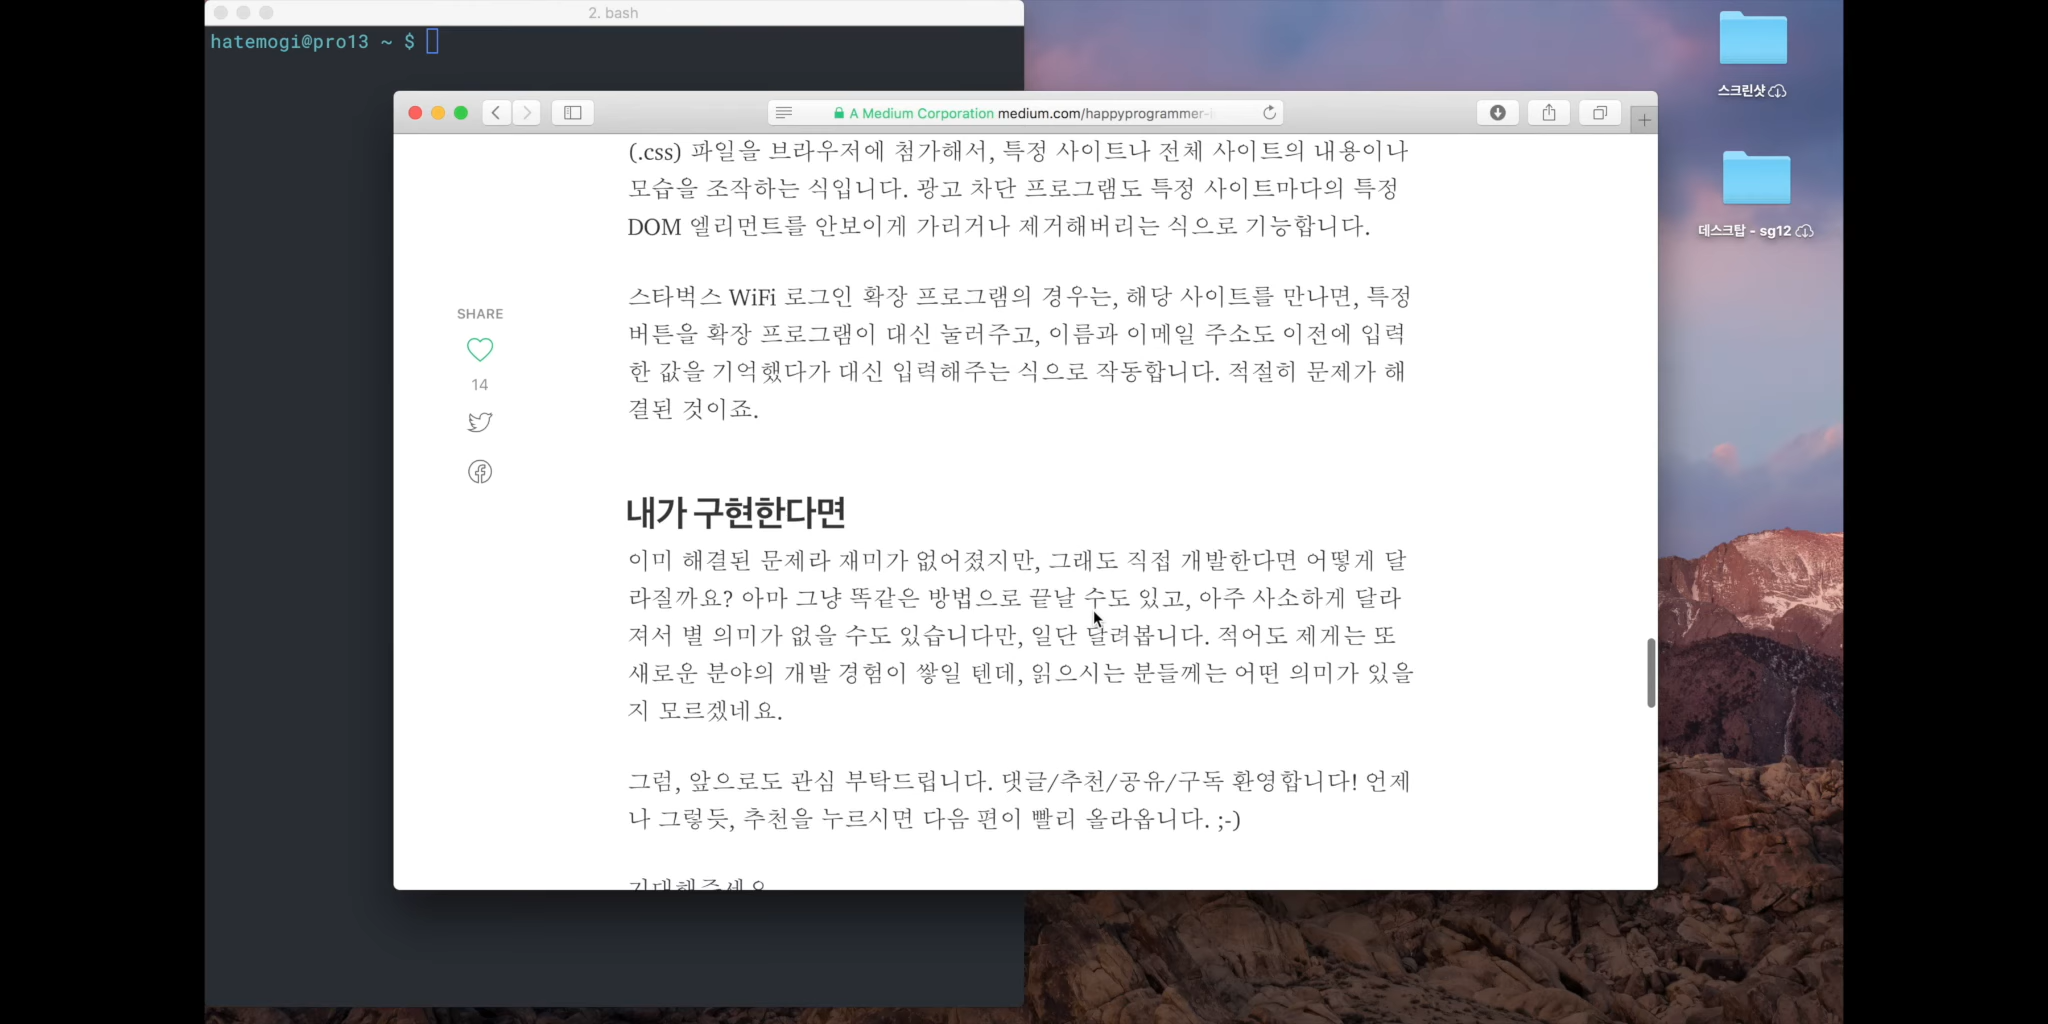 2. bash
hatemogi@pro13 ~ $
A Medium Corporation medium.com/happyprogrammer-
스크린샷
데스크탑 - sg12
(.css) 파일을 브라우저에 첨가해서, 특정 사이트나 전체 사이트의 내용이나
모습을 조작하는 식입니다. 광고 차단 프로그램도 특정 사이트마다의 특정
DOM 엘리먼트를 안보이게 가리거나 제거해버리는 식으로 기능합니다.
스타벅스 WiFi 로그인 확장 프로그램의 경우는, 해당 사이트를 만나면, 특정
버튼을 확장 프로그램이 대신 눌러주고, 이름과 이메일 주소도 이전에 입력
한 값을 기억했다가 대신 입력해주는 식으로 작동합니다. 적절히 문제가 해
결된 것이죠.
SHARE
14
내가 구현한다면
이미 해결된 문제라 재미가 없어졌지만, 그래도 직접 개발한다면 어떻게 달
라질까요? 아마 그냥 똑같은 방법으로 끝날 수도 있고, 아주 사소하게 달라
져서 별 의미가 없을 수도 있습니다만, 일단 달려봅니다. 적어도 제게는 또
새로운 분야의 개발 경험이 쌓일 텐데, 읽으시는 분들께는 어떤 의미가 있을
지 모르겠네요.
그럼, 앞으로도 관심 부탁드립니다. 댓글/추천/공유/구독 환영합니다! 언제
나 그렇듯, 추천을 누르시면 다음 편이 빨리 올라옵니다. ;-)
기대해주세요